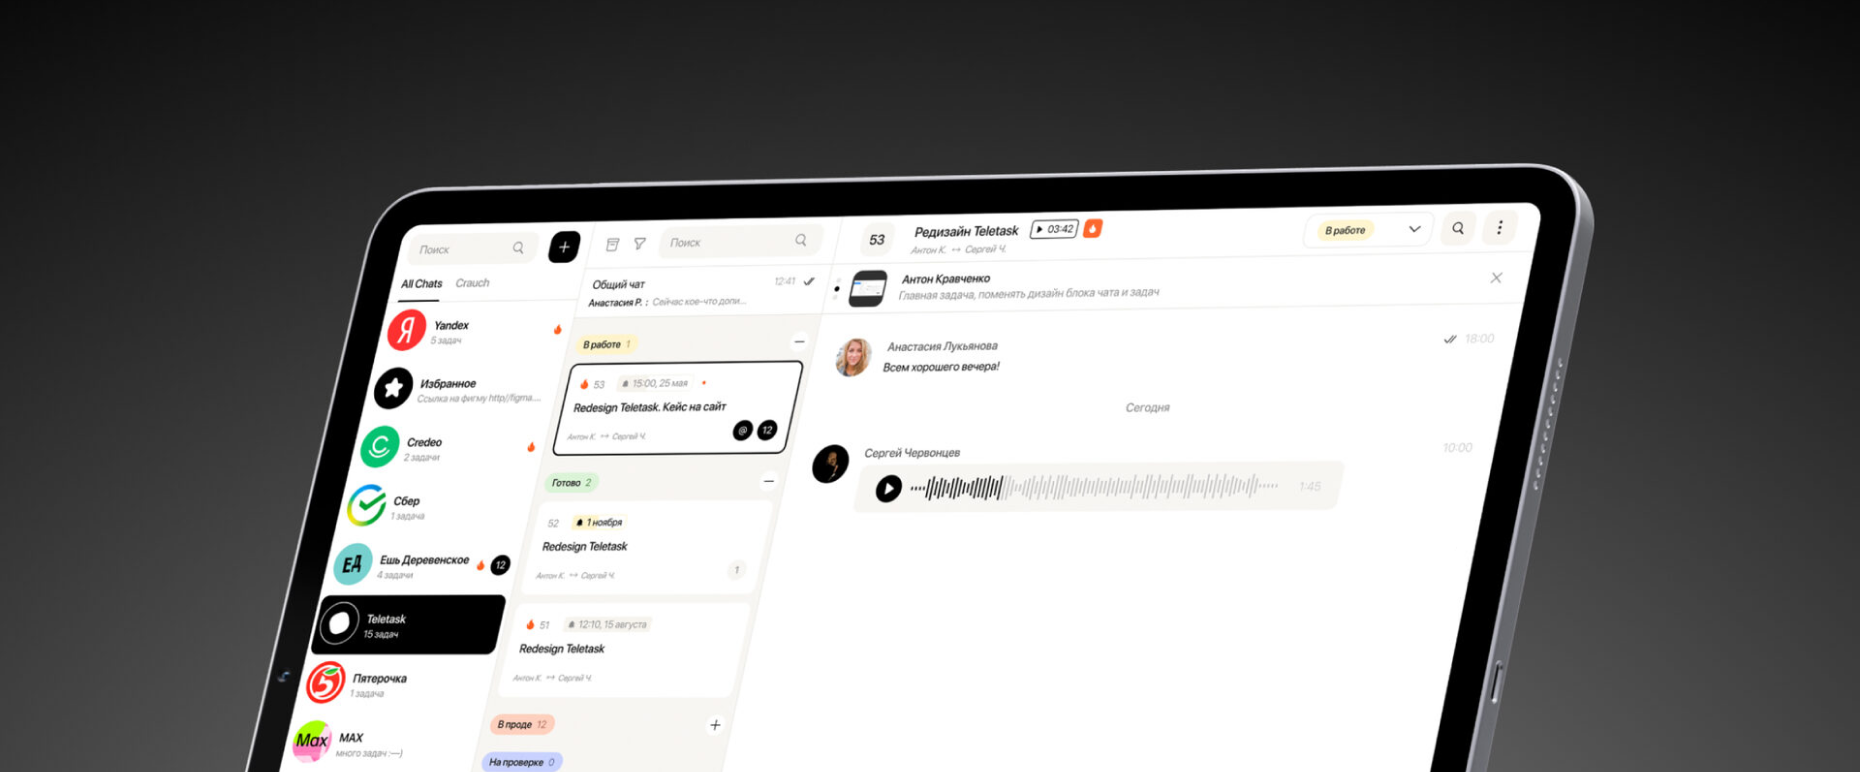 Поиск
All Chats Crauch
Я
Yandex
5 задач
Избранное
Ссылка на фигму http//figma....
Credeo
2 задачи
Сбер
1 задача
ЕД
Ешь Деревенское 12
4 задачи
Teletask
15 задач
5
Пятерочка
1 задача
Max
MAX
много задач :—)
Поиск
Общий чат 12:41
Анастасия Р. : Сейчас кое-что допи...
В работе 1
53 15:00, 25 мая
Redesign Teletask. Кейс на сайт
Антон К. ↔ Сергей Ч. @ 12
Готово 2
52 1 ноября
Redesign Teletask
Антон К. ↔ Сергей Ч. 1
51 12:10, 15 августа
Redesign Teletask
Антон К. ↔ Сергей Ч.
В проде 12
На проверке 0
53 Редизайн Teletask 03:42 В работе
Антон К. ↔ Сергей Ч.
Антон Кравченко
Главная задача, поменять дизайн блока чата и задач
Анастасия Лукьянова 18:00
Всем хорошего вечера!
Сегодня
Сергей Червонцев 10:00
1:45